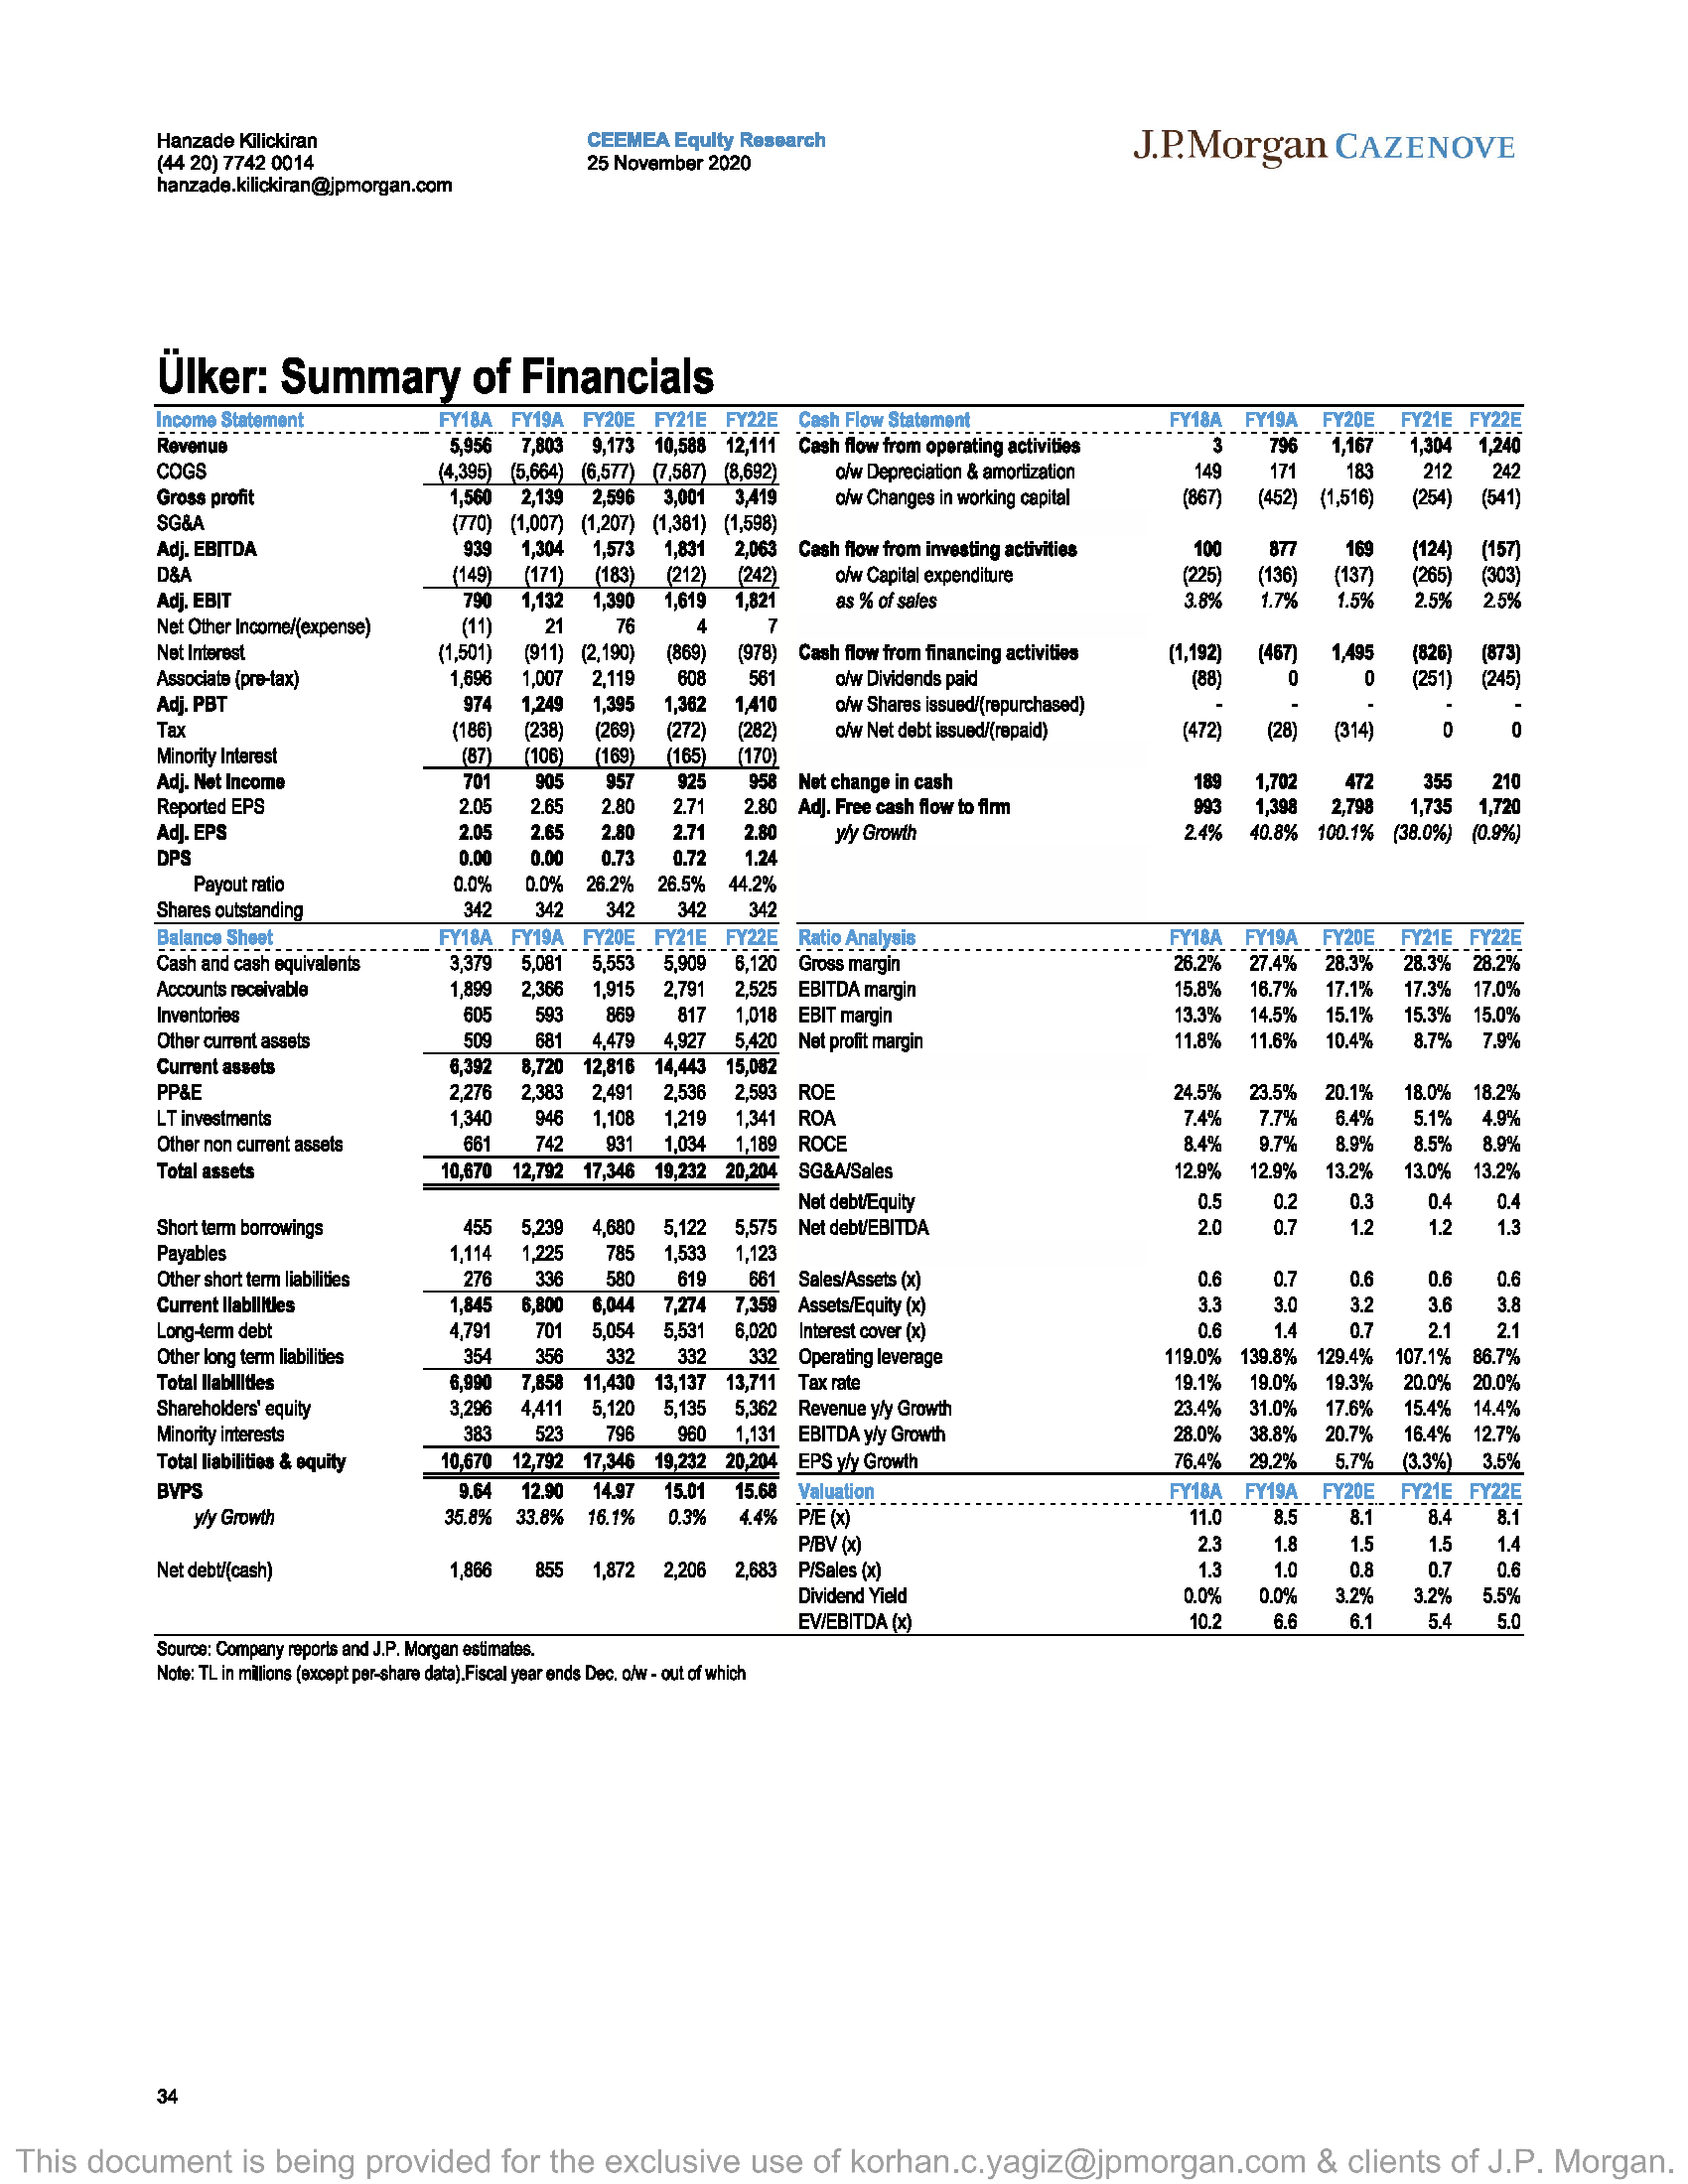 Hanzade Kilickiran
(44 20) 7742 0014
hanzade.kilickiran@jpmorgan.com
CEEMEA Equity Research
25 November 2020
J.P.Morgan CAZENOVE
Ülker: Summary of Financials
Income Statement FY18A FY19A FY20E FY21E FY22E
Revenue 5,956 7,803 9,173 10,588 12,111
COGS (4,395) (5,664) (6,577) (7,587) (8,692)
Gross profit 1,560 2,139 2,596 3,001 3,419
SG&A (770) (1,007) (1,207) (1,381) (1,598)
Adj. EBITDA 939 1,304 1,573 1,831 2,063
D&A (149) (171) (183) (212) (242)
Adj. EBIT 790 1,132 1,390 1,619 1,821
Net Other Income/(expense) (11) 21 76 4 7
Net Interest (1,501) (911) (2,190) (869) (978)
Associate (pre-tax) 1,696 1,007 2,119 608 561
Adj. PBT 974 1,249 1,395 1,362 1,410
Tax (186) (238) (269) (272) (282)
Minority Interest (87) (106) (169) (165) (170)
Adj. Net Income 701 905 957 925 958
Reported EPS 2.05 2.65 2.80 2.71 2.80
Adj. EPS 2.05 2.65 2.80 2.71 2.80
DPS 0.00 0.00 0.73 0.72 1.24
Payout ratio 0.0% 0.0% 26.2% 26.5% 44.2%
Shares outstanding 342 342 342 342 342
Cash Flow Statement FY18A FY19A FY20E FY21E FY22E
Cash flow from operating activities 3 796 1,167 1,304 1,240
o/w Depreciation & amortization 149 171 183 212 242
o/w Changes in working capital (867) (452) (1,516) (254) (541)
Cash flow from investing activities 100 877 169 (124) (157)
o/w Capital expenditure (225) (136) (137) (265) (303)
as % of sales 3.8% 1.7% 1.5% 2.5% 2.5%
Cash flow from financing activities (1,192) (467) 1,495 (826) (873)
o/w Dividends paid (88) 0 0 (251) (245)
o/w Shares issued/(repurchased) - - - - -
o/w Net debt issued/(repaid) (472) (28) (314) 0 0
Net change in cash 189 1,702 472 355 210
Adj. Free cash flow to firm 993 1,398 2,798 1,735 1,720
y/y Growth 2.4% 40.8% 100.1% (38.0%) (0.9%)
Balance Sheet FY18A FY19A FY20E FY21E FY22E
Cash and cash equivalents 3,379 5,081 5,553 5,909 6,120
Accounts receivable 1,899 2,366 1,915 2,791 2,525
Inventories 605 593 869 817 1,018
Other current assets 509 681 4,479 4,927 5,420
Current assets 6,392 8,720 12,816 14,443 15,082
PP&E 2,276 2,383 2,491 2,536 2,593
LT investments 1,340 946 1,108 1,219 1,341
Other non current assets 661 742 931 1,034 1,189
Total assets 10,670 12,792 17,346 19,232 20,204
Short term borrowings 455 5,239 4,680 5,122 5,575
Payables 1,114 1,225 785 1,533 1,123
Other short term liabilities 276 336 580 619 661
Current liabilities 1,845 6,800 6,044 7,274 7,359
Long-term debt 4,791 701 5,054 5,531 6,020
Other long term liabilities 354 356 332 332 332
Total liabilities 6,990 7,858 11,430 13,137 13,711
Shareholders' equity 3,296 4,411 5,120 5,135 5,362
Minority interests 383 523 796 960 1,131
Total liabilities & equity 10,670 12,792 17,346 19,232 20,204
BVPS 9.64 12.90 14.97 15.01 15.68
y/y Growth 35.8% 33.8% 16.1% 0.3% 4.4%
Net debt/(cash) 1,866 855 1,872 2,206 2,683
Ratio Analysis FY18A FY19A FY20E FY21E FY22E
Gross margin 26.2% 27.4% 28.3% 28.3% 28.2%
EBITDA margin 15.8% 16.7% 17.1% 17.3% 17.0%
EBIT margin 13.3% 14.5% 15.1% 15.3% 15.0%
Net profit margin 11.8% 11.6% 10.4% 8.7% 7.9%
ROE 24.5% 23.5% 20.1% 18.0% 18.2%
ROA 7.4% 7.7% 6.4% 5.1% 4.9%
ROCE 8.4% 9.7% 8.9% 8.5% 8.9%
SG&A/Sales 12.9% 12.9% 13.2% 13.0% 13.2%
Net debt/Equity 0.5 0.2 0.3 0.4 0.4
Net debt/EBITDA 2.0 0.7 1.2 1.2 1.3
Sales/Assets (x) 0.6 0.7 0.6 0.6 0.6
Assets/Equity (x) 3.3 3.0 3.2 3.6 3.8
Interest cover (x) 0.6 1.4 0.7 2.1 2.1
Operating leverage 119.0% 139.8% 129.4% 107.1% 86.7%
Tax rate 19.1% 19.0% 19.3% 20.0% 20.0%
Revenue y/y Growth 23.4% 31.0% 17.6% 15.4% 14.4%
EBITDA y/y Growth 28.0% 38.8% 20.7% 16.4% 12.7%
EPS y/y Growth 76.4% 29.2% 5.7% (3.3%) 3.5%
Valuation FY18A FY19A FY20E FY21E FY22E
P/E (x) 11.0 8.5 8.1 8.4 8.1
P/BV (x) 2.3 1.8 1.5 1.5 1.4
P/Sales (x) 1.3 1.0 0.8 0.7 0.6
Dividend Yield 0.0% 0.0% 3.2% 3.2% 5.5%
EV/EBITDA (x) 10.2 6.6 6.1 5.4 5.0
Source: Company reports and J.P. Morgan estimates.
Note: TL in millions (except per-share data).Fiscal year ends Dec. o/w - out of which
34
This document is being provided for the exclusive use of korhan.c.yagiz@jpmorgan.com & clients of J.P. Morgan.